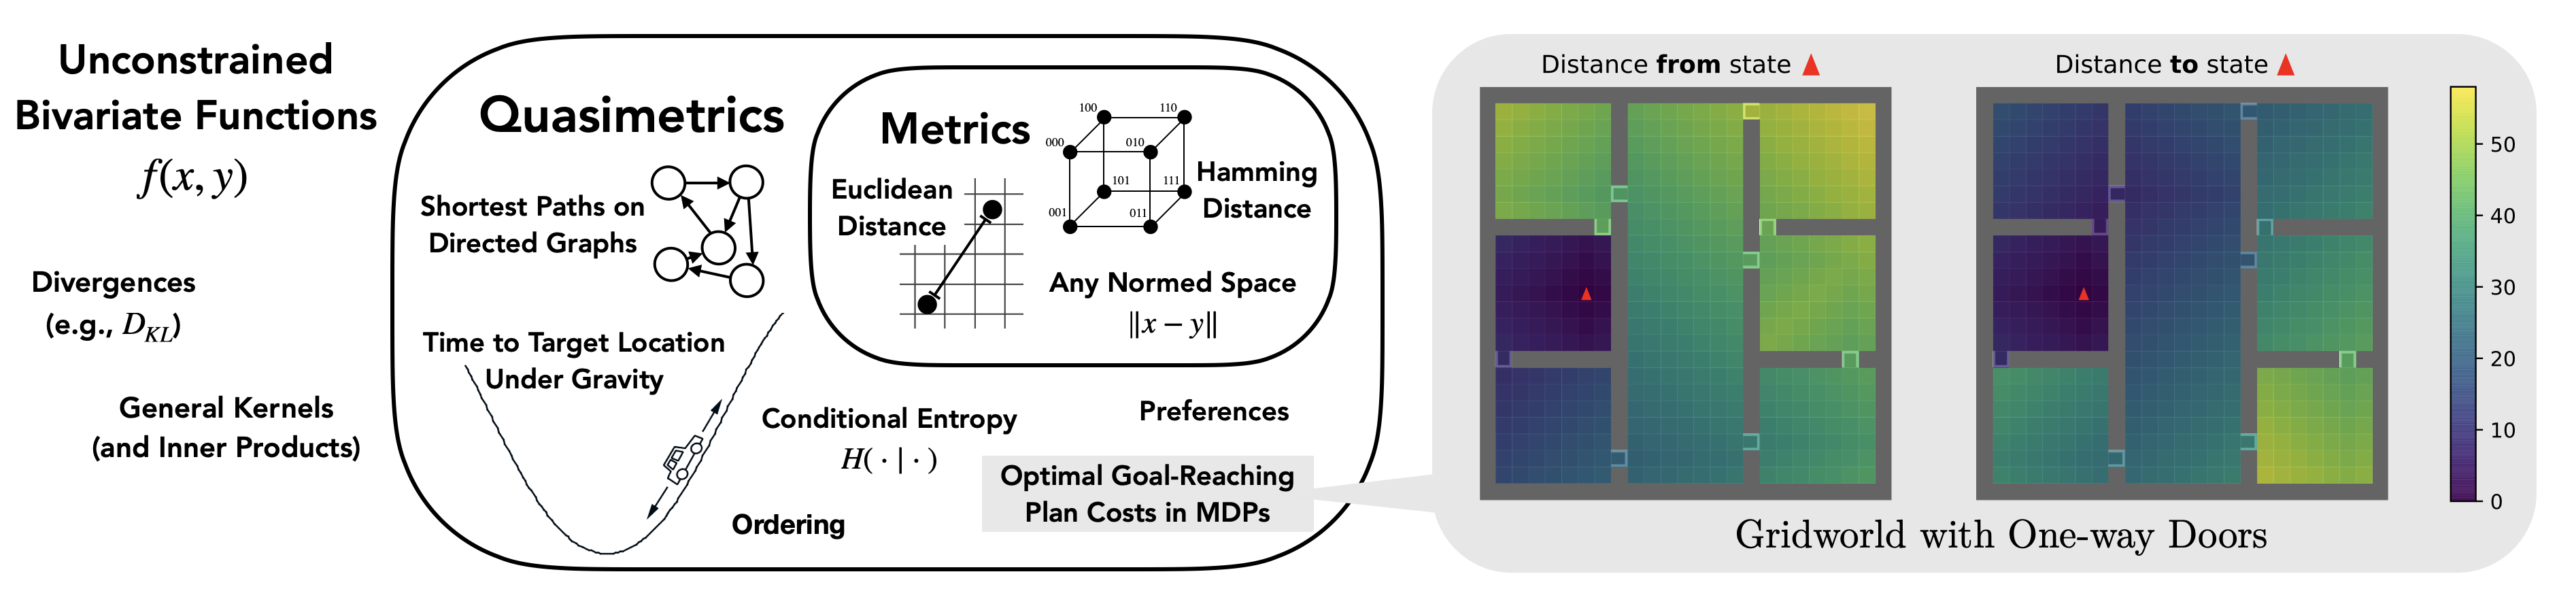 Unconstrained
Bivariate Functions
f(x, y)
Divergences
(e.g., D_{KL})
General Kernels
(and Inner Products)
Quasimetrics
Shortest Paths on
Directed Graphs
Time to Target Location
Under Gravity
Conditional Entropy
H( · | · )
Ordering
Preferences
Optimal Goal-Reaching
Plan Costs in MDPs
Metrics
Euclidean
Distance
100 110
000 010
101 111
001 011
Hamming
Distance
Any Normed Space
||x − y||
Distance from state
Distance to state
50
40
30
20
10
0
Gridworld with One-way Doors